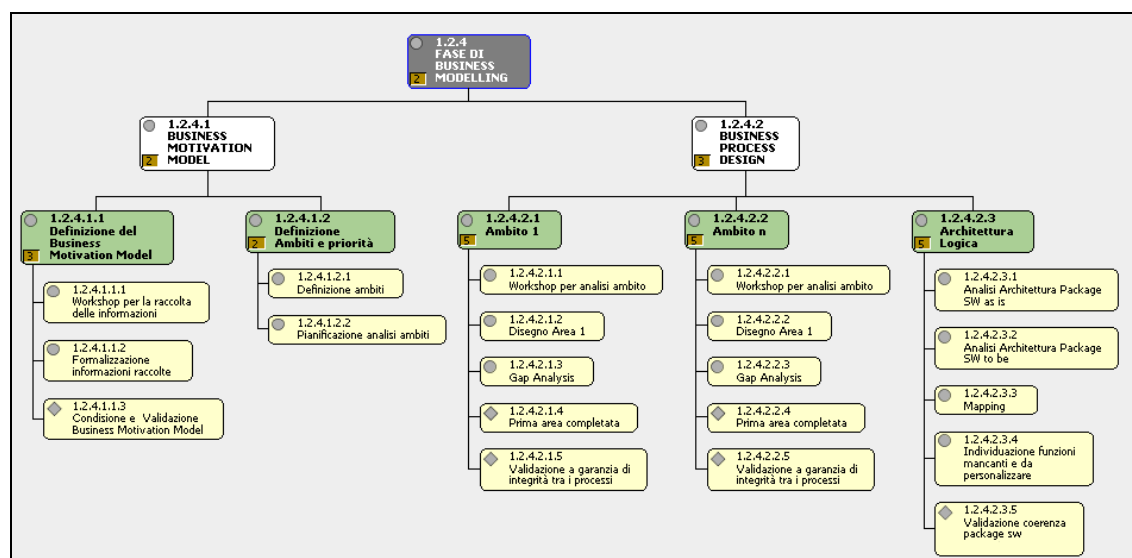 1.2.4
FASE DI
BUSINESS
MODELLING
2
1.2.4.1
BUSINESS
MOTIVATION
MODEL
2
1.2.4.2
BUSINESS
PROCESS
DESIGN
3
1.2.4.1.1
Definizione del
Business
Motivation Model
3
1.2.4.1.1.1
Workshop per la raccolta
delle informazioni
1.2.4.1.1.2
Formalizzazione
informazioni raccolte
1.2.4.1.1.3
Condisione e Validazione
Business Motivation Model
1.2.4.1.2
Definizione
Ambiti e priorità
2
1.2.4.1.2.1
Definizione ambiti
1.2.4.1.2.2
Pianificazione analisi ambiti
1.2.4.2.1
Ambito 1
5
1.2.4.2.1.1
Workshop per analisi ambito
1.2.4.2.1.2
Disegno Area 1
1.2.4.2.1.3
Gap Analysis
1.2.4.2.1.4
Prima area completata
1.2.4.2.1.5
Validazione a garanzia di
integrità tra i processi
1.2.4.2.2
Ambito n
5
1.2.4.2.2.1
Workshop per analisi ambito
1.2.4.2.2.2
Disegno Area 1
1.2.4.2.2.3
Gap Analysis
1.2.4.2.2.4
Prima area completata
1.2.4.2.2.5
Validazione a garanzia di
integrità tra i processi
1.2.4.2.3
Architettura
Logica
5
1.2.4.2.3.1
Analisi Architettura Package
SW as is
1.2.4.2.3.2
Analisi Architettura Package
SW to be
1.2.4.2.3.3
Mapping
1.2.4.2.3.4
Individuazione funzioni
mancanti e da
personalizzare
1.2.4.2.3.5
Validazione coerenza
package sw